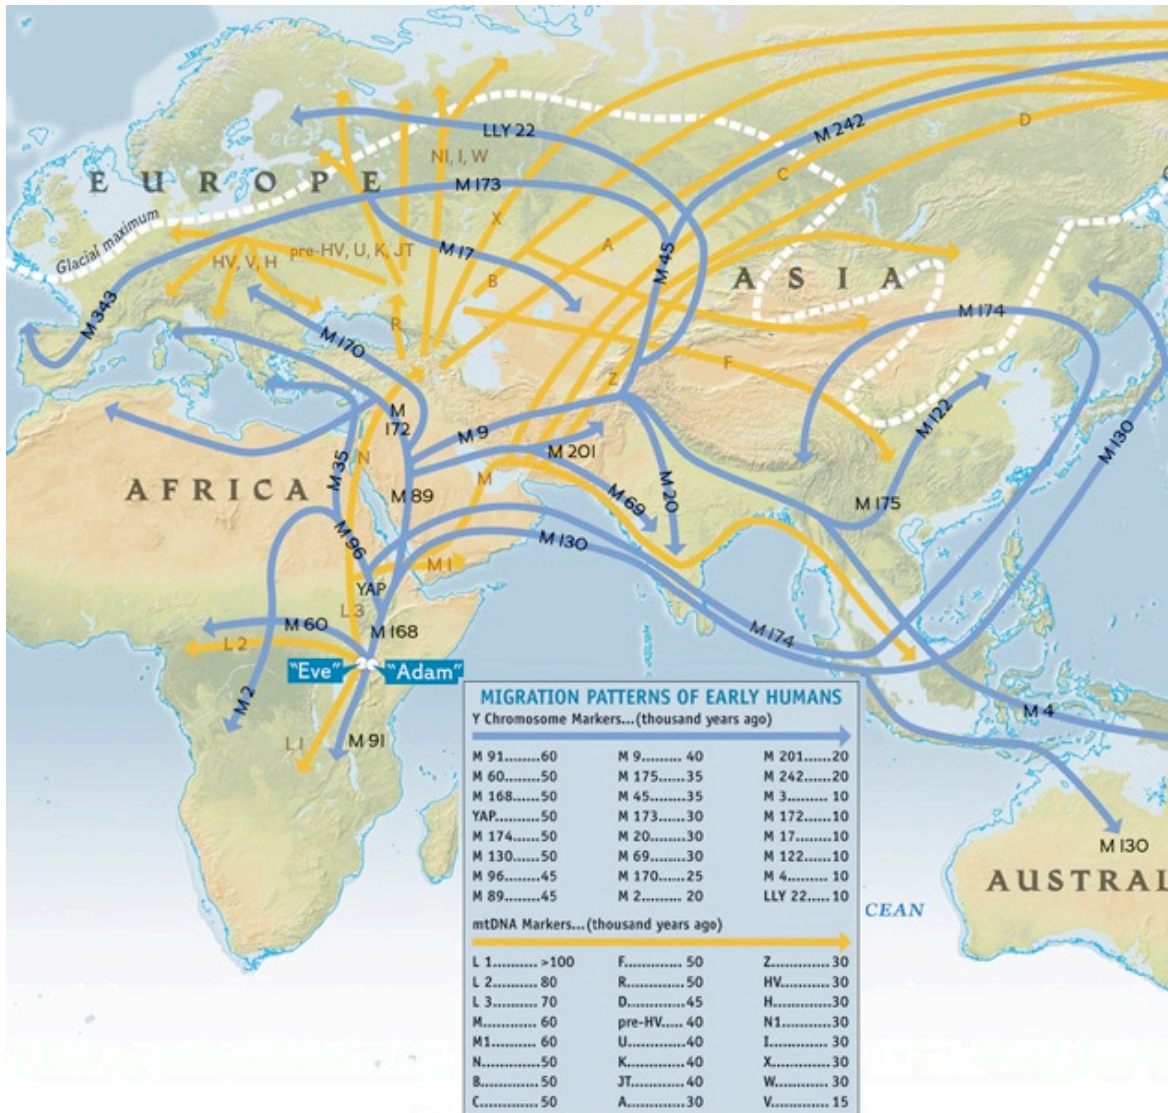 LLY 22
M 242
D
NI, I, W
C
EUROPE
M 173
X
Glacial maximum
A
M 17
M 45
HV, V, H
pre-HV, U, K, JT
B
ASIA
M 343
R
M 174
M 170
F
Z
M 172
M 9
M 122
M 130
N
M 201
M 35
M
AFRICA
M 89
M 69
M 20
M 175
M 96
M 130
M1
YAP
L 3
M 60
M 168
M 174
L 2
"Eve"
"Adam"
M 2
M 4
L1
M 91
M 130
AUSTRAL
CEAN
MIGRATION PATTERNS OF EARLY HUMANS
Y Chromosome Markers...(thousand years ago)
M 91.........60 M 9......... 40 M 201......20
M 60.......50 M 175......35 M 242......20
M 168......50 M 45.......35 M 3.......... 10
YAP..........50 M 173......30 M 172......10
M 174......50 M 20.......30 M 17........10
M 130......50 M 69.......30 M 122......10
M 96.......45 M 170......25 M 4..........10
M 89.......45 M 2........ 20 LLY 22..... 10
mtDNA Markers...(thousand years ago)
L 1.......... >100 F............. 50 Z.............30
L 2........... 80 R.............50 HV...........30
L 3........... 70 D............. 45 H.............30
M............ 60 pre-HV..... 40 N1...........30
M1.......... 60 U.............40 I..............30
N.............50 K.............40 X.............30
B.............50 JT............40 W............30
C............. 50 A.............30 V............. 15